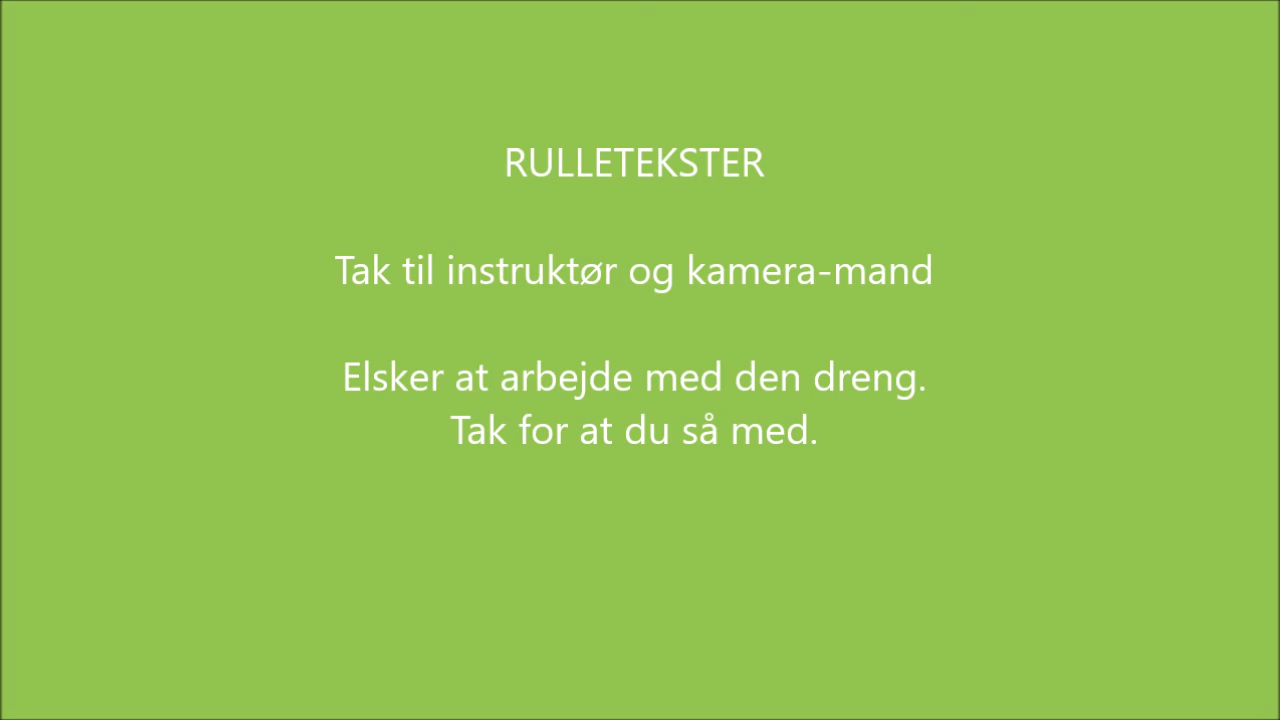 RULLETEKSTER
Tak til instruktør og kamera-mand
Elsker at arbejde med den dreng.
Tak for at du så med.